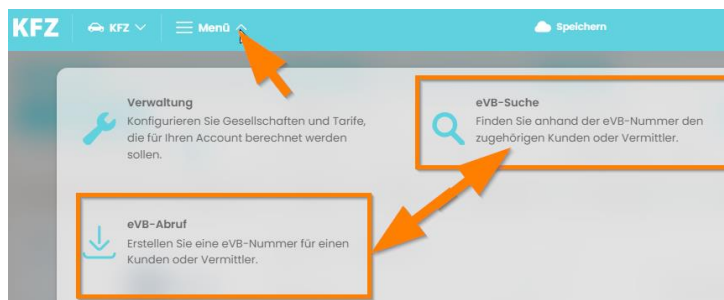 KFZ KFZ Menü Speichern
Verwaltung
Konfigurieren Sie Gesellschaften und Tarife,
die für Ihren Account berechnet werden
sollen.
eVB-Suche
Finden Sie anhand der eVB-Nummer den
zugehörigen Kunden oder Vermittler.
eVB-Abruf
Erstellen Sie eine eVB-Nummer für einen
Kunden oder Vermittler.